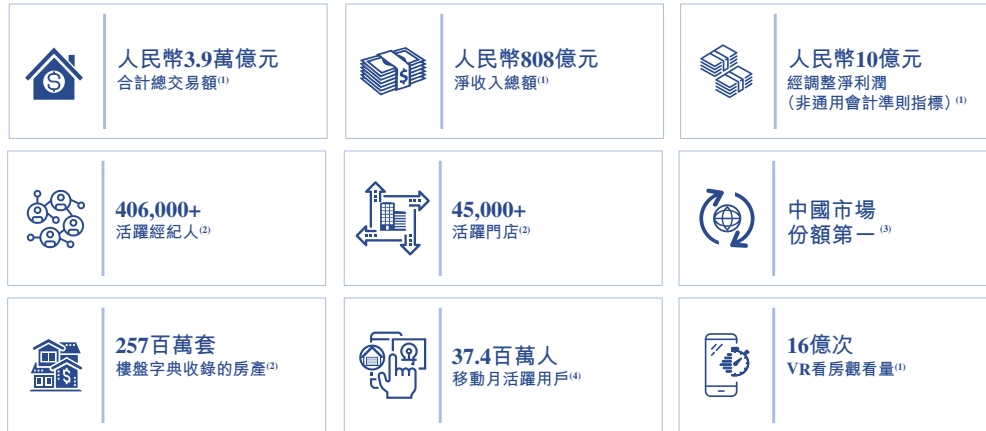 人民幣3.9萬億元
合計總交易額(1)
人民幣808億元
淨收入總額(1)
人民幣10億元
經調整淨利潤
(非通用會計準則指標)(1)
406,000+
活躍經紀人(2)
45,000+
活躍門店(2)
中國市場
份額第一(3)
257百萬套
樓盤字典收錄的房產(2)
37.4百萬人
移動月活躍用戶(4)
16億次
VR看房觀看量(1)